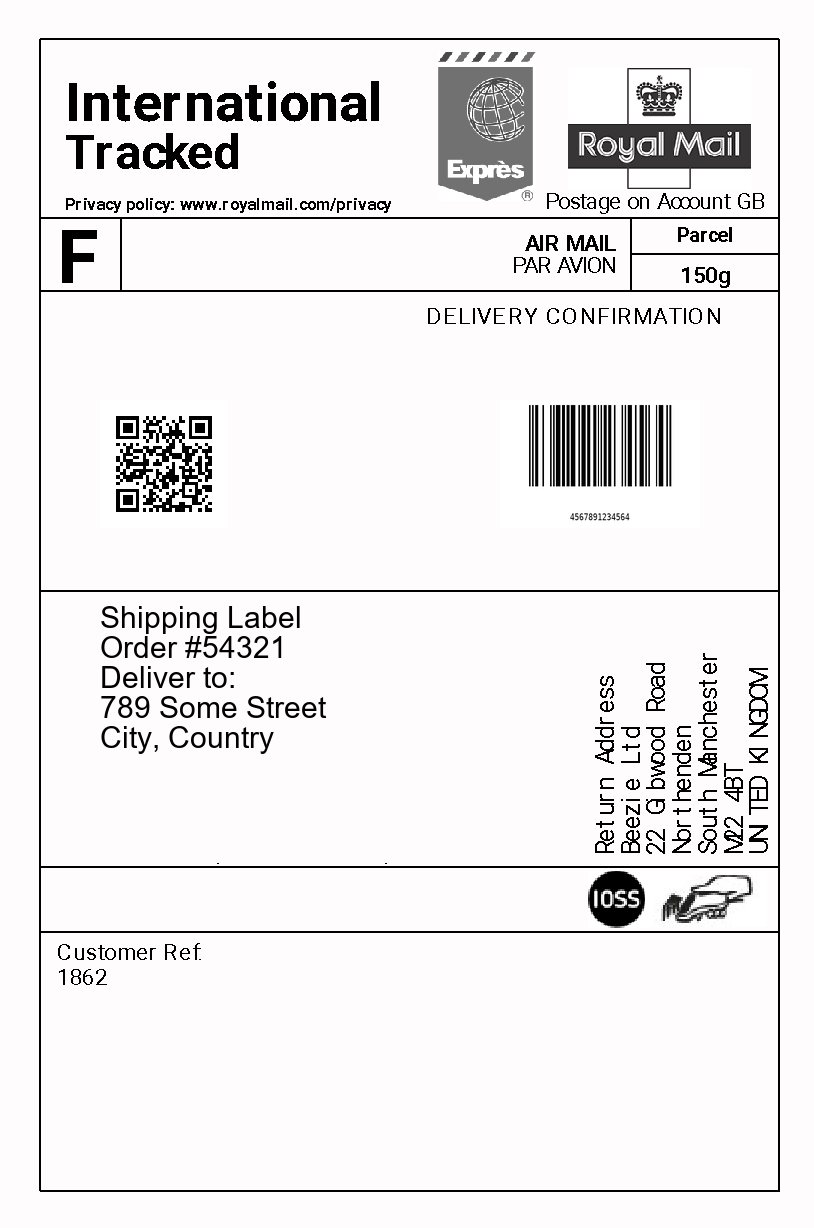 International
Tracked
Privacy policy: www.royalmail.com/privacy
Exprès
®
Royal Mail
Postage on Account GB
F
AIR MAIL
PAR AVION
Parcel
150g
DELIVERY CONFIRMATION
4567891234564
Shipping Label
Order #54321
Deliver to:
789 Some Street
City, Country
Return Address
Beezie Ltd
22 Gibwood Road
Northenden
South Manchester
M22 4BT
UNITED KINGDOM
IOSS
Customer Ref.
1862